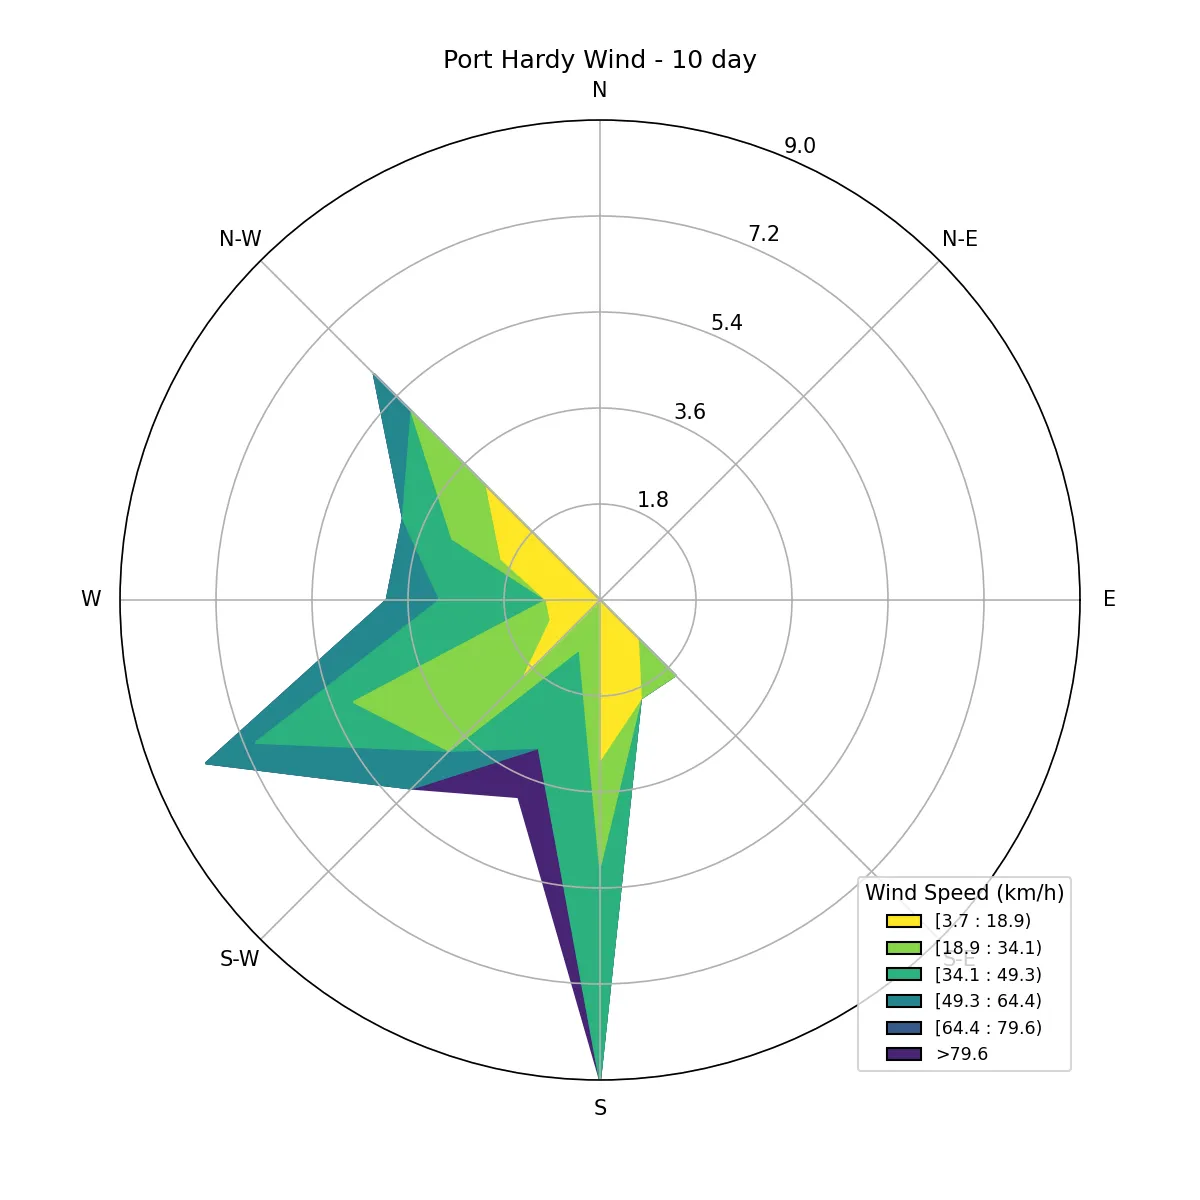 Port Hardy Wind - 10 day
N
9.0
N-W
N-E
7.2
5.4
3.6
1.8
W
E
Wind Speed (km/h)
[3.7 : 18.9)
[18.9 : 34.1)
S-W
S-E
[34.1 : 49.3)
[49.3 : 64.4)
[64.4 : 79.6)
>79.6
S